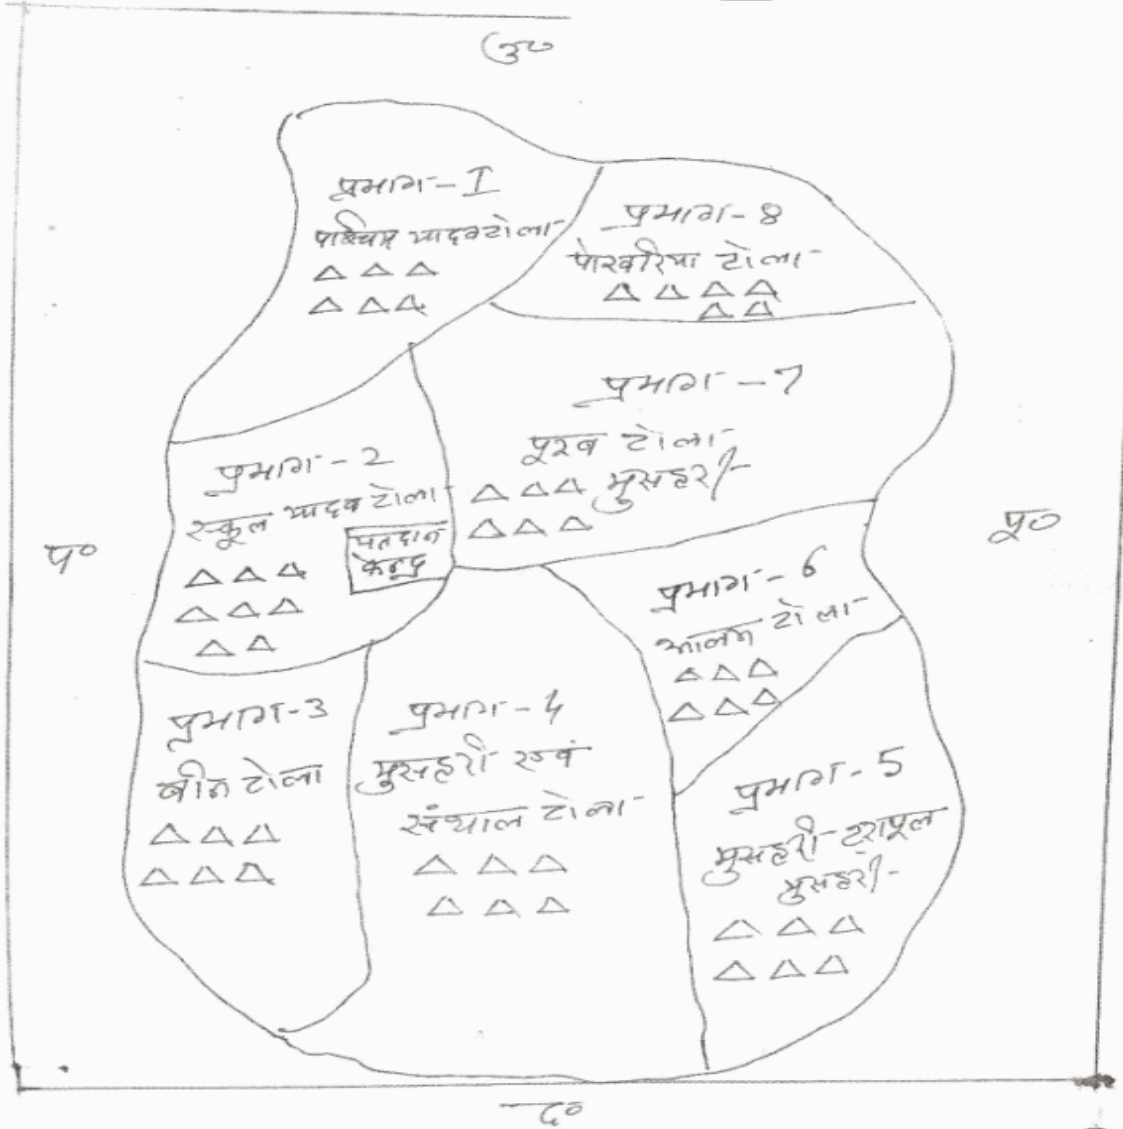 उ०
प्रभाग-I
पश्चिम यादव टोला
प्रभाग-8
पोखरिया टोला
प्रभाग-7
पूरब टोला
मुसहरी
प्रभाग-2
स्कूल यादव टोला
मतदान
केन्द्र
प०
पू०
प्रभाग-6
आलम टोला
प्रभाग-3
बीन टोला
प्रभाग-4
मुसहरी एवं
संथाल टोला
प्रभाग-5
मुसहरी
मुसहरी
द०